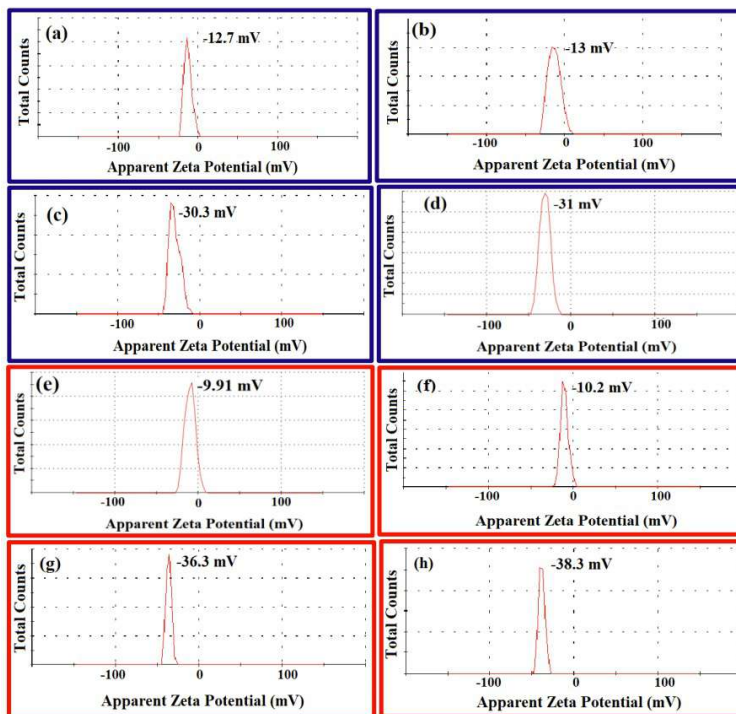 (a)
-12.7 mV
Total Counts
-100
0
100
Apparent Zeta Potential (mV)
(b)
-13 mV
Total Counts
-100
0
100
Apparent Zeta Potential (mV)
(c)
-30.3 mV
Total Counts
-100
0
100
Apparent Zeta Potential (mV)
(d)
-31 mV
Total Counts
-100
0
100
Apparent Zeta Potential (mV)
(e)
-9.91 mV
Total Counts
-100
0
100
Apparent Zeta Potential (mV)
(f)
-10.2 mV
Total Counts
-100
0
100
Apparent Zeta Potential (mV)
(g)
-36.3 mV
Total Counts
-100
0
100
Apparent Zeta Potential (mV)
(h)
-38.3 mV
Total Counts
-100
0
100
Apparent Zeta Potential (mV)